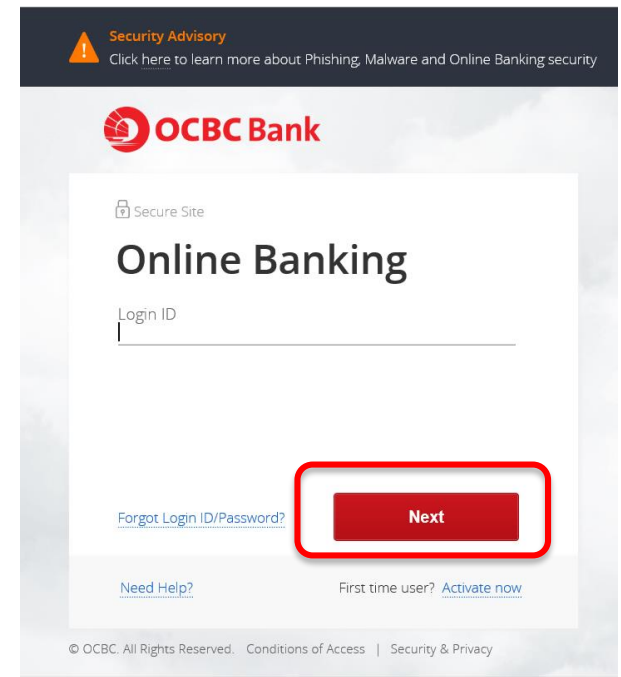 Security Advisory
Click here to learn more about Phishing, Malware and Online Banking security
OCBC Bank
Secure Site
Online Banking
Login ID
Forgot Login ID/Password?
Next
Need Help?
First time user? Activate now
© OCBC. All Rights Reserved. Conditions of Access | Security & Privacy